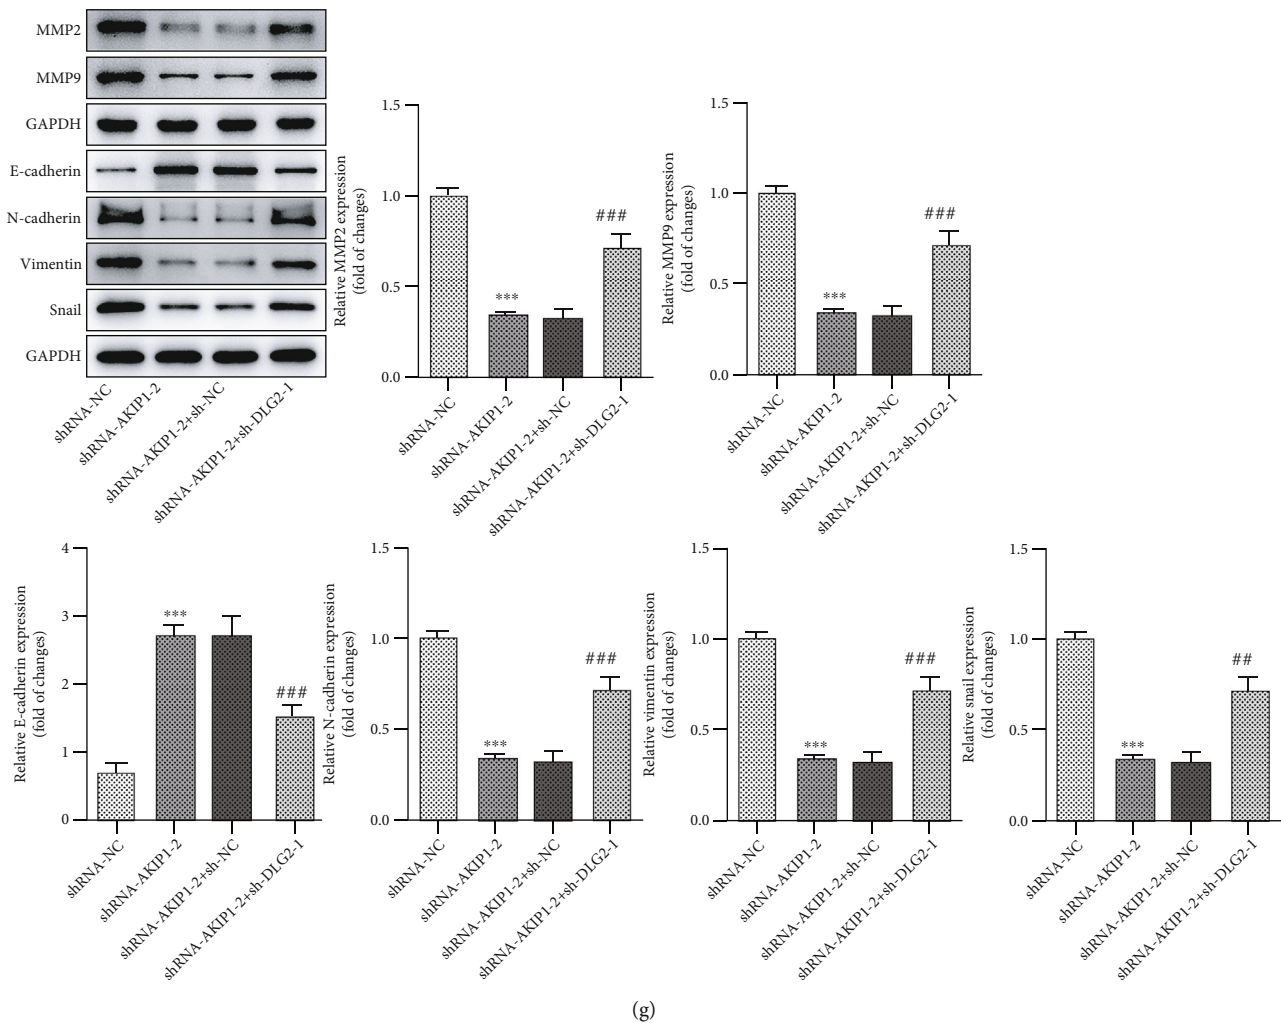 MMP2
MMP9
GAPDH
E-cadherin
N-cadherin
Vimentin
Snail
GAPDH
shRNA-NC
shRNA-AKIP1-2
shRNA-AKIP1-2+sh-NC
shRNA-AKIP1-2+sh-DLG2-1
Relative MMP2 expression
(fold of changes)
1.5
1.0
0.5
0.0
***
###
shRNA-NC
shRNA-AKIP1-2
shRNA-AKIP1-2+sh-NC
shRNA-AKIP1-2+sh-DLG2-1
Relative MMP9 expression
(fold of changes)
1.5
1.0
0.5
0.0
***
###
shRNA-NC
shRNA-AKIP1-2
shRNA-AKIP1-2+sh-NC
shRNA-AKIP1-2+sh-DLG2-1
Relative E-cadherin expression
(fold of changes)
4
3
2
1
0
***
###
shRNA-NC
shRNA-AKIP1-2
shRNA-AKIP1-2+sh-NC
shRNA-AKIP1-2+sh-DLG2-1
Relative N-cadherin expression
(fold of changes)
1.5
1.0
0.5
0.0
***
###
shRNA-NC
shRNA-AKIP1-2
shRNA-AKIP1-2+sh-NC
shRNA-AKIP1-2+sh-DLG2-1
Relative vimentin expression
(fold of changes)
1.5
1.0
0.5
0.0
***
###
shRNA-NC
shRNA-AKIP1-2
shRNA-AKIP1-2+sh-NC
shRNA-AKIP1-2+sh-DLG2-1
Relative snail expression
(fold of changes)
1.5
1.0
0.5
0.0
***
##
shRNA-NC
shRNA-AKIP1-2
shRNA-AKIP1-2+sh-NC
shRNA-AKIP1-2+sh-DLG2-1
(g)